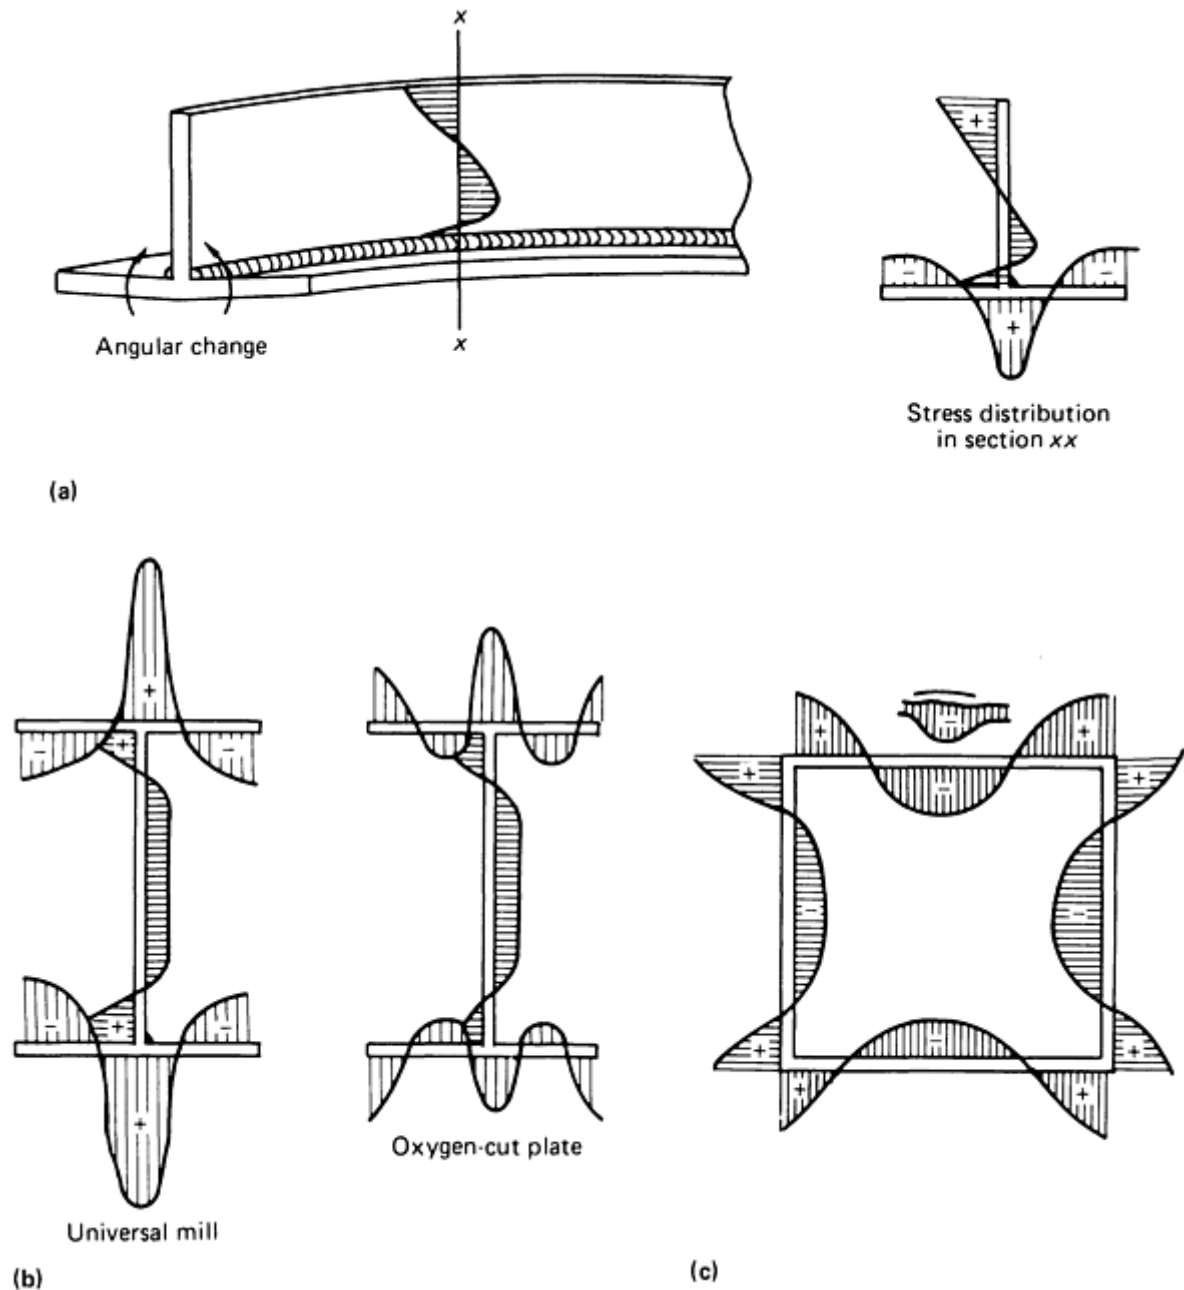 x
Angular change
x
+
−
−
+
Stress distribution
in section xx
(a)
+
−
+
−
−
+
−
+
Universal mill
Oxygen-cut plate
(b)
−
+
+
+
+
−
−
−
−
+
+
+
+
(c)